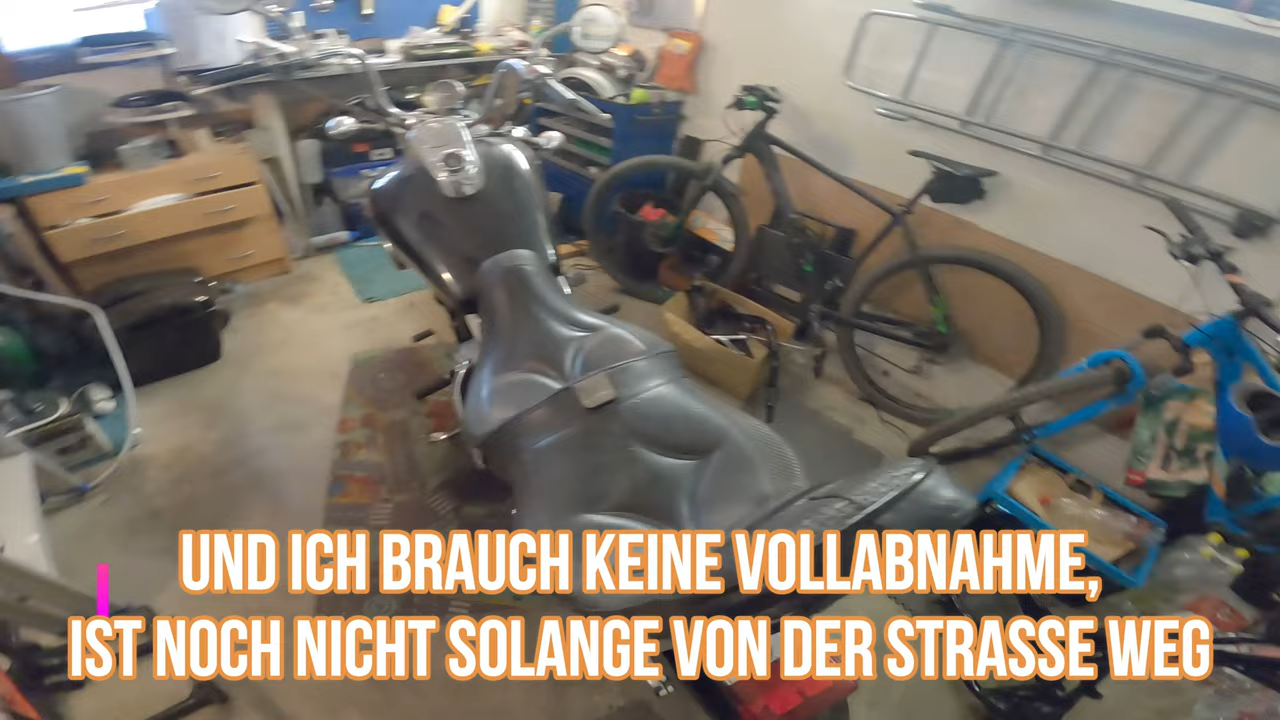 UND ICH BRAUCH KEINE VOLLABNAHME,
IST NOCH NICHT SOLANGE VON DER STRASSE WEG